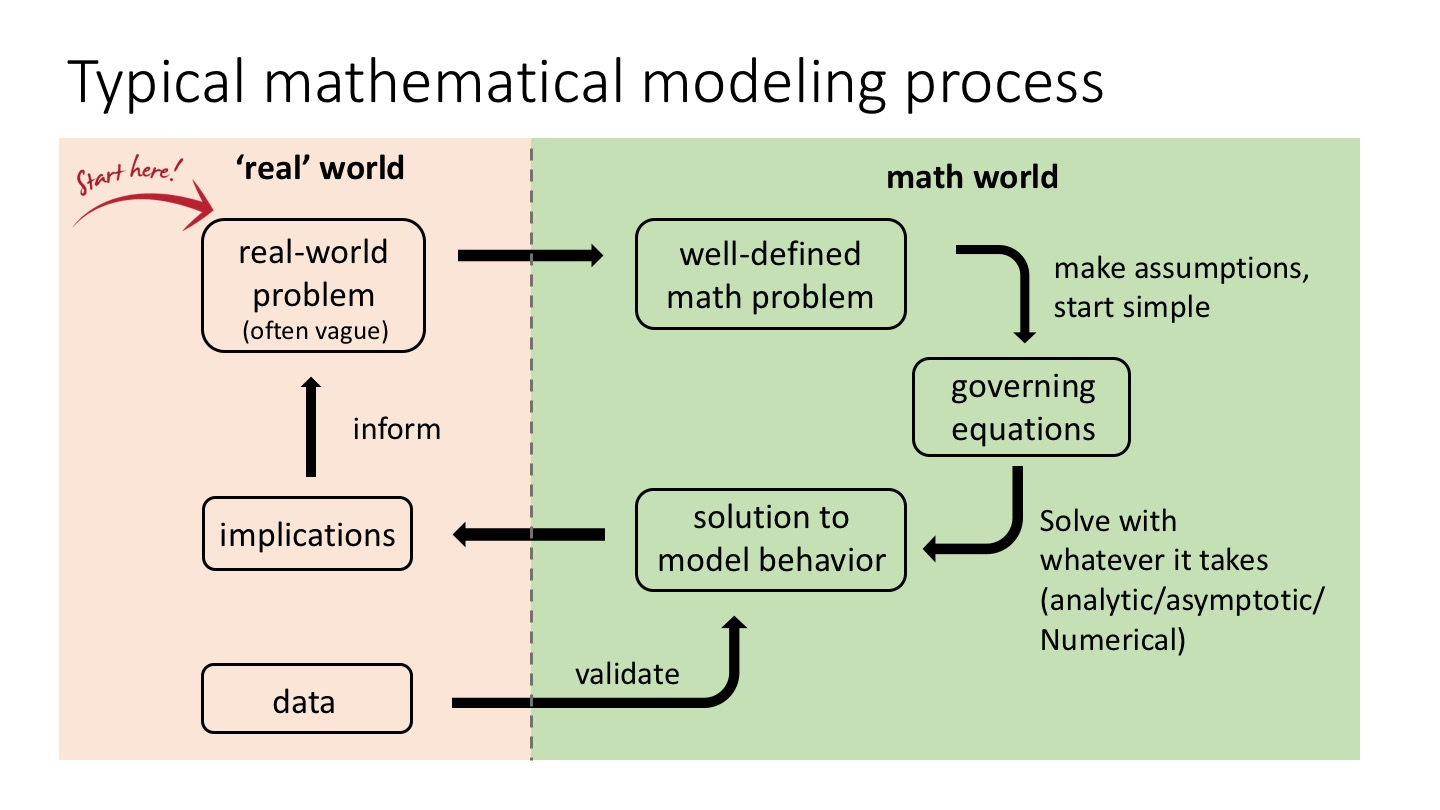 Typical mathematical modeling process
Start here!
‘real’ world
math world
real-world
problem
(often vague)
well-defined
math problem
make assumptions,
start simple
governing
equations
inform
implications
solution to
model behavior
Solve with
whatever it takes
(analytic/asymptotic/
Numerical)
validate
data